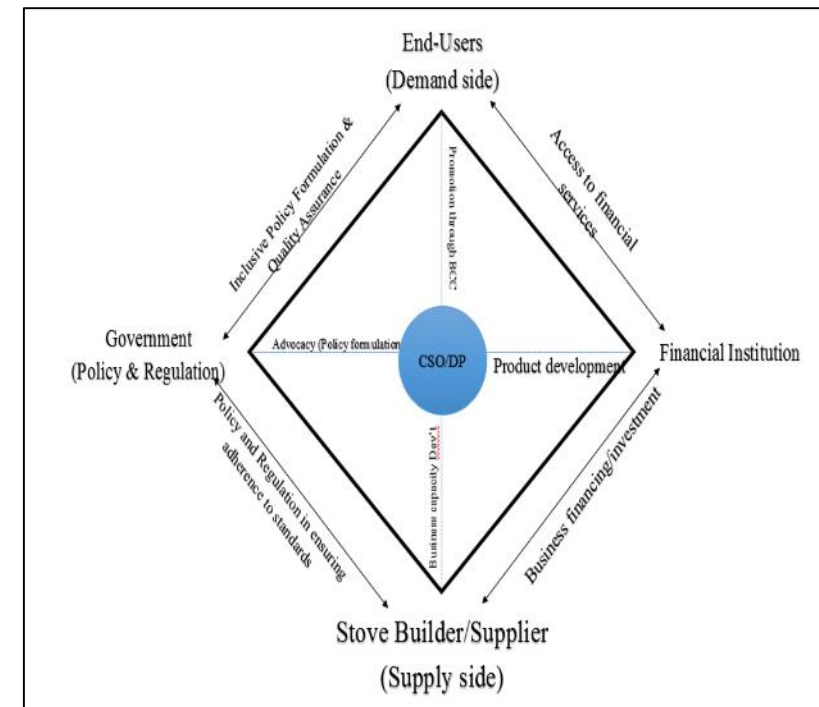 End-Users
(Demand side)
Inclusive Policy Formulation &
Quality Assurance
Access to financial
services
Promotion through BCC
Government
(Policy & Regulation)
Advocacy (Policy formulation
CSO/DP
Product development
Financial Institution
Policy and Regulation in ensuring
adherence to standards
Business capacity Dev't
Business financing/investment
Stove Builder/Supplier
(Supply side)